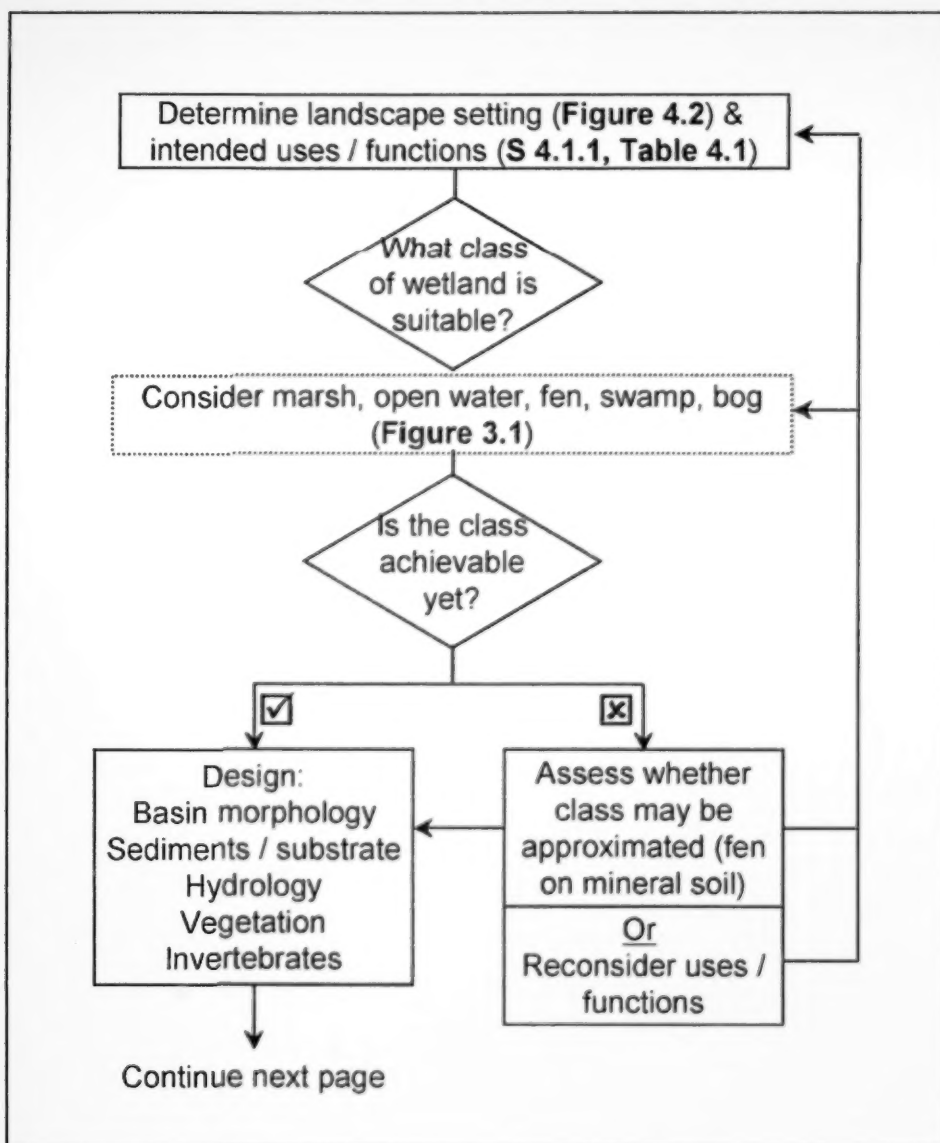 Determine landscape setting (Figure 4.2) &
intended uses / functions (S 4.1.1, Table 4.1)
What class
of wetland is
suitable?
Consider marsh, open water, fen, swamp, bog
(Figure 3.1)
Is the class
achievable
yet?
Design:
Basin morphology
Sediments / substrate
Hydrology
Vegetation
Invertebrates
Assess whether
class may be
approximated (fen
on mineral soil)
Or
Reconsider uses /
functions
Continue next page